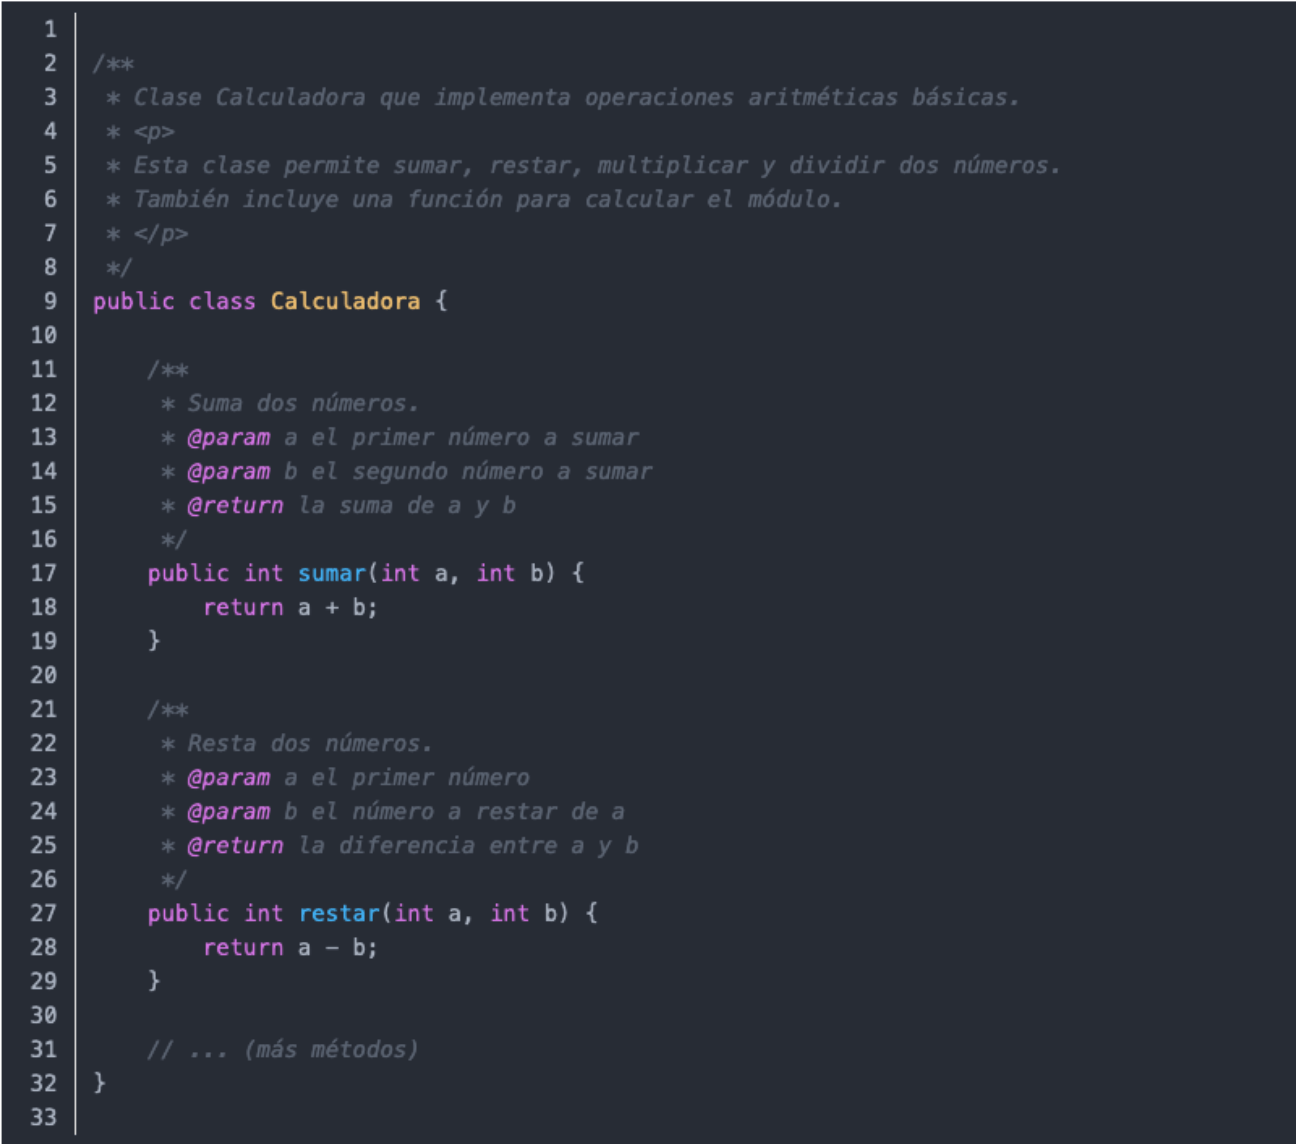 1
2 /**
3  * Clase Calculadora que implementa operaciones aritméticas básicas.
4  * <p>
5  * Esta clase permite sumar, restar, multiplicar y dividir dos números.
6  * También incluye una función para calcular el módulo.
7  * </p>
8  */
9 public class Calculadora {
10
11     /**
12      * Suma dos números.
13      * @param a el primer número a sumar
14      * @param b el segundo número a sumar
15      * @return la suma de a y b
16      */
17     public int sumar(int a, int b) {
18         return a + b;
19     }
20
21     /**
22      * Resta dos números.
23      * @param a el primer número
24      * @param b el número a restar de a
25      * @return la diferencia entre a y b
26      */
27     public int restar(int a, int b) {
28         return a - b;
29     }
30
31     // ... (más métodos)
32 }
33